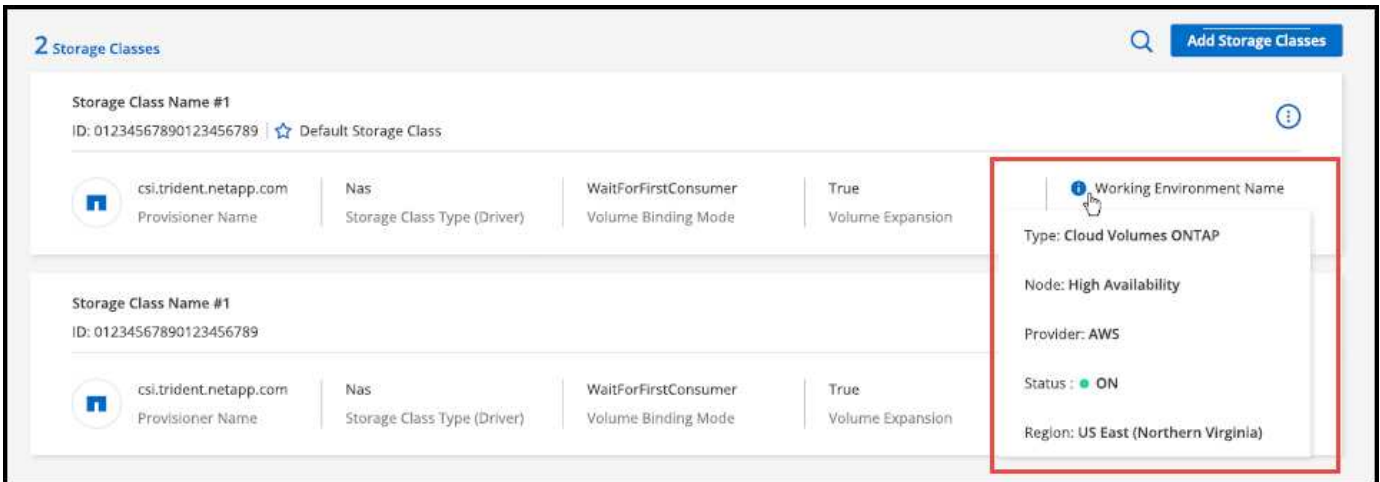 2 Storage Classes
Add Storage Classes
Storage Class Name #1
ID: 01234567890123456789 | Default Storage Class
csi.trident.netapp.com Nas WaitForFirstConsumer True Working Environment Name
Provisioner Name Storage Class Type (Driver) Volume Binding Mode Volume Expansion
Type: Cloud Volumes ONTAP
Node: High Availability
Provider: AWS
Status : ON
Region: US East (Northern Virginia)
Storage Class Name #1
ID: 01234567890123456789
csi.trident.netapp.com Nas WaitForFirstConsumer True
Provisioner Name Storage Class Type (Driver) Volume Binding Mode Volume Expansion